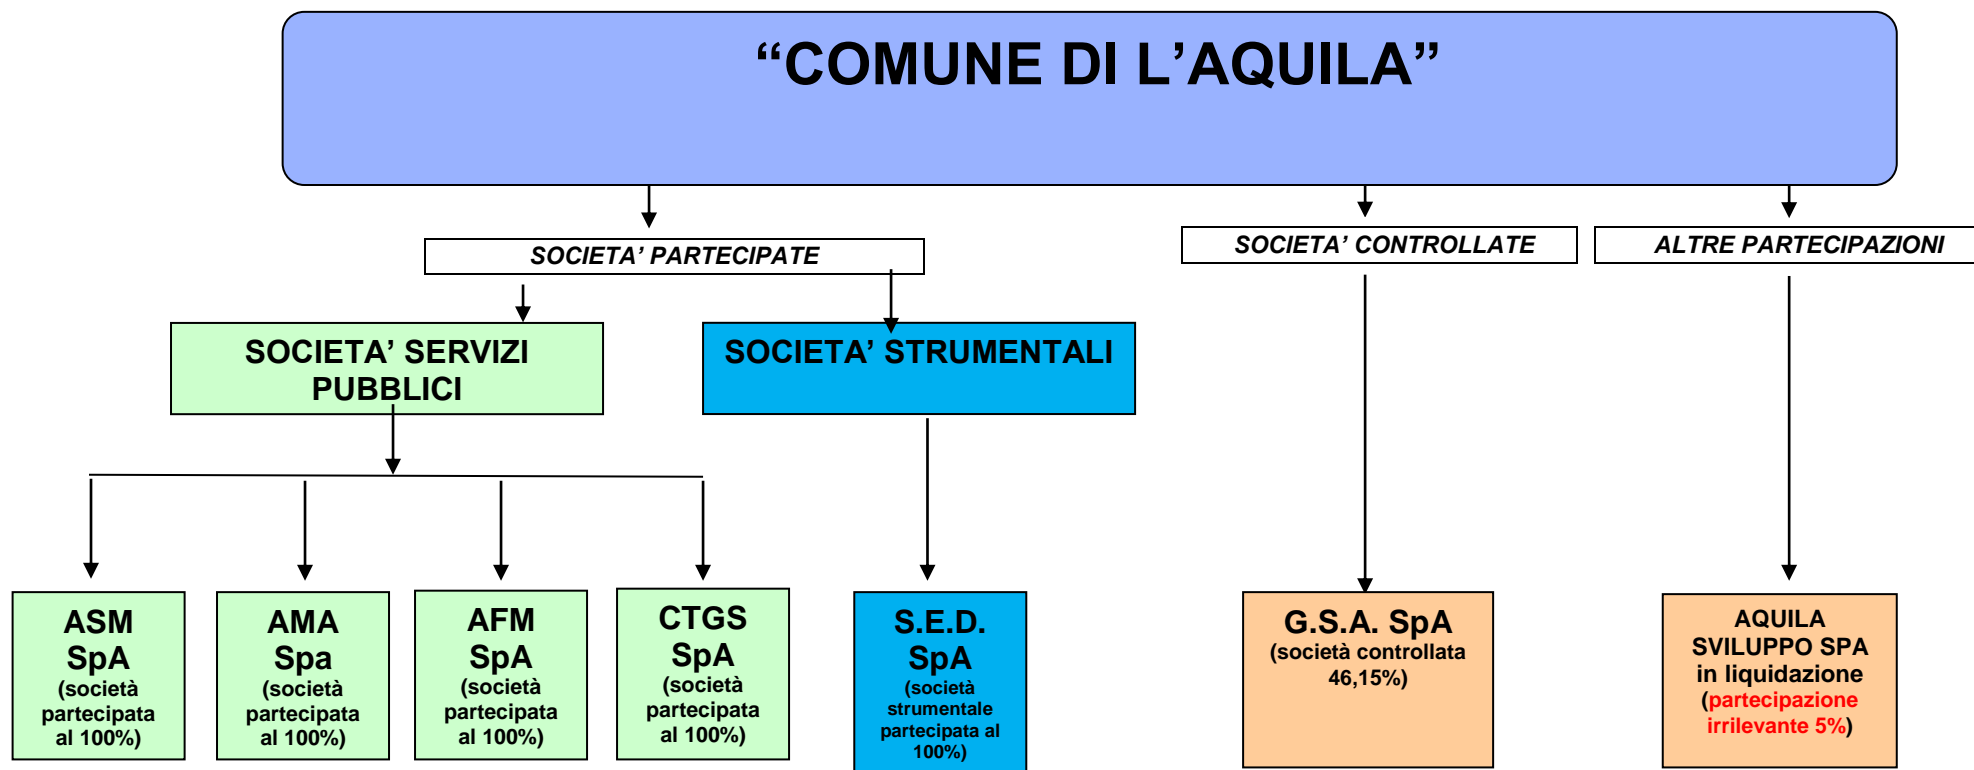 “COMUNE DI L’AQUILA”
SOCIETA’ PARTECIPATE
SOCIETA’ CONTROLLATE
ALTRE PARTECIPAZIONI
SOCIETA’ SERVIZI
PUBBLICI
SOCIETA’ STRUMENTALI
ASM
SpA
(società
partecipata
al 100%)
AMA
Spa
(società
partecipata
al 100%)
AFM
SpA
(società
partecipata
al 100%)
CTGS
SpA
(società
partecipata
al 100%)
S.E.D.
SpA
(società
strumentale
partecipata al
100%)
G.S.A. SpA
(società controllata
46,15%)
AQUILA
SVILUPPO SPA
in liquidazione
(partecipazione
irrilevante 5%)